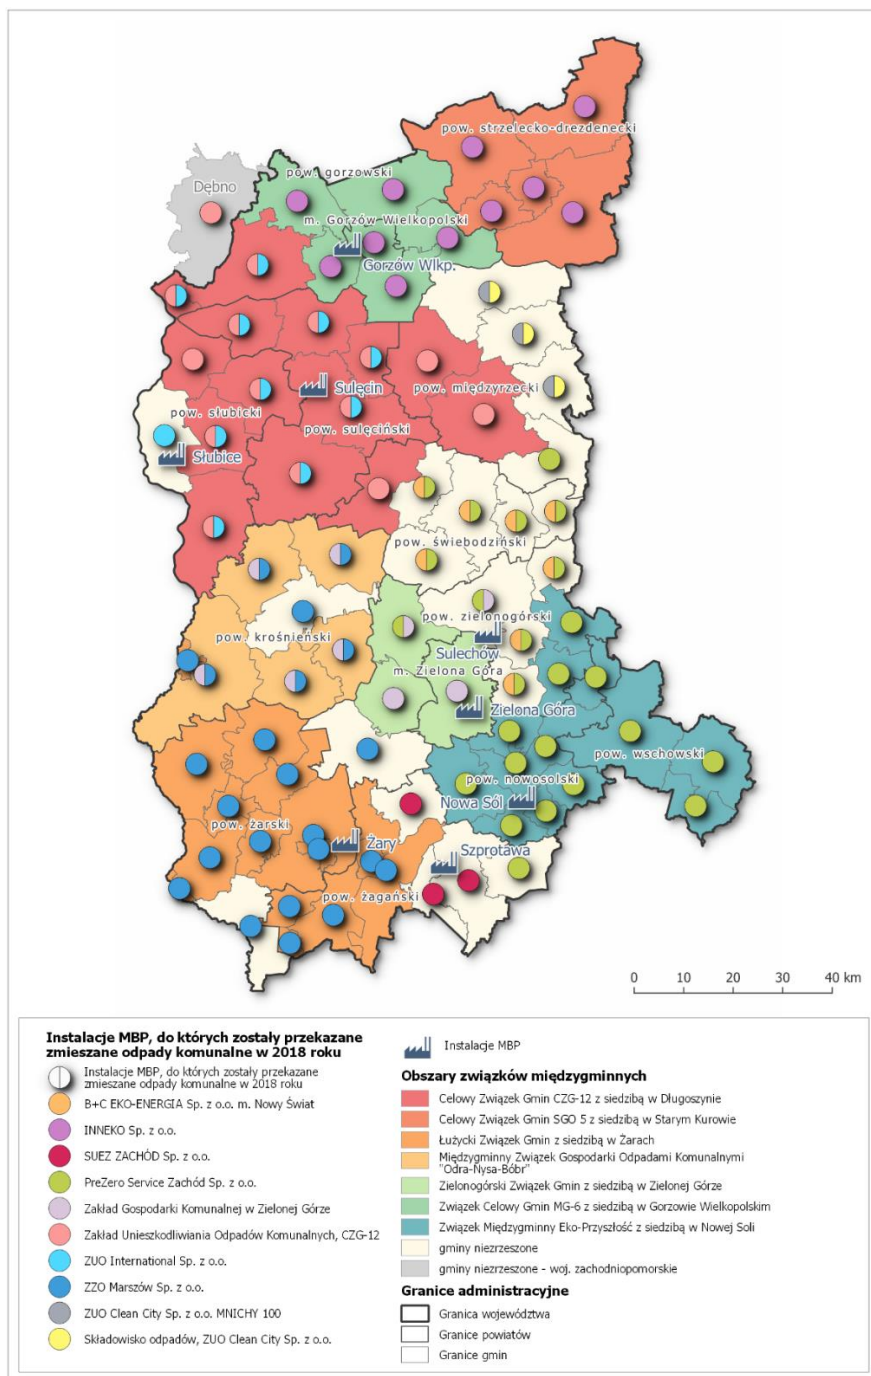 pow. strzelecko-drezdenecki
pow. gorzowski
Dębno
m. Gorzów Wielkopolski
Gorzów Wlkp.
pow. międzyrzecki
Sulęcin
pow. słubicki
pow. sulęciński
Słubice
pow. świebodziński
pow. zielonogórski
pow. krośnieński
Sulechów
m. Zielona Góra
Zielona Góra
pow. wschowski
pow. nowosolski
Nowa Sól
pow. żarski
Żary
Szprotawa
pow. żagański
0 10 20 30 40 km
Instalacje MBP, do których zostały przekazane
zmieszane odpady komunalne w 2018 roku
Instalacje MBP, do których zostały przekazane
zmieszane odpady komunalne w 2018 roku
B+C EKO-ENERGIA Sp. z o.o. m. Nowy Świat
INNEKO Sp. z o.o.
SUEZ ZACHÓD Sp. z o.o.
PreZero Service Zachód Sp. z o.o.
Zakład Gospodarki Komunalnej w Zielonej Górze
Zakład Unieszkodliwiania Odpadów Komunalnych, CZG-12
ZUO International Sp. z o.o.
ZZO Marszów Sp. z o.o.
ZUO Clean City Sp. z o.o. MNICHY 100
Składowisko odpadów, ZUO Clean City Sp. z o.o.
Instalacje MBP
Obszary związków międzygminnych
Celowy Związek Gmin CZG-12 z siedzibą w Długoszynie
Celowy Związek Gmin SGO 5 z siedzibą w Starym Kurowie
Łużycki Związek Gmin z siedzibą w Żarach
Międzygminny Związek Gospodarki Odpadami Komunalnymi
"Odra-Nysa-Bóbr"
Zielonogórski Związek Gmin z siedzibą w Zielonej Górze
Związek Celowy Gmin MG-6 z siedzibą w Gorzowie Wielkopolskim
Związek Międzygminny Eko-Przyszłość z siedzibą w Nowej Soli
gminy niezrzeszone
gminy niezrzeszone - woj. zachodniopomorskie
Granice administracyjne
Granica województwa
Granice powiatów
Granice gmin